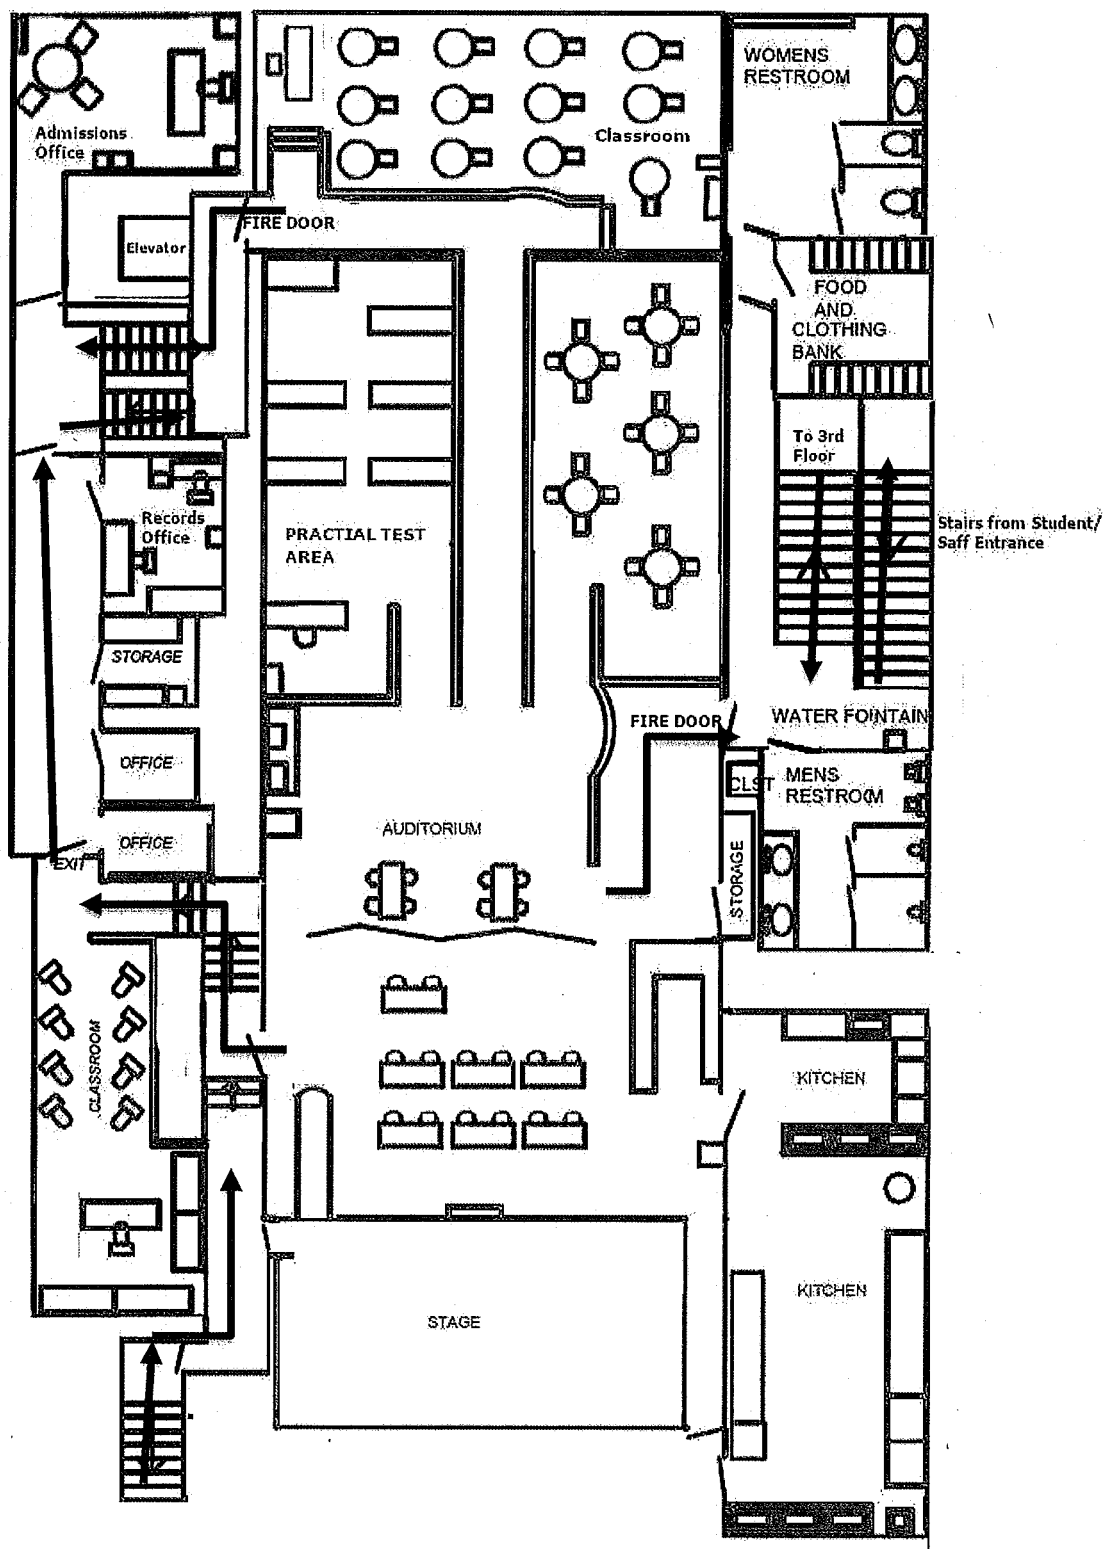 WOMENS
RESTROOM
Admissions
Office
Classroom
FIRE DOOR
Elevator
FOOD
AND
CLOTHING
BANK
To 3rd
Floor
Records
Office
PRACTIAL TEST
AREA
Stairs from Student/
Saff Entrance
STORAGE
FIRE DOOR
WATER FOINTAIN
OFFICE
CLST
MENS
RESTROOM
AUDITORIUM
OFFICE
EXIT
STORAGE
CLASSROOM
KITCHEN
KITCHEN
STAGE